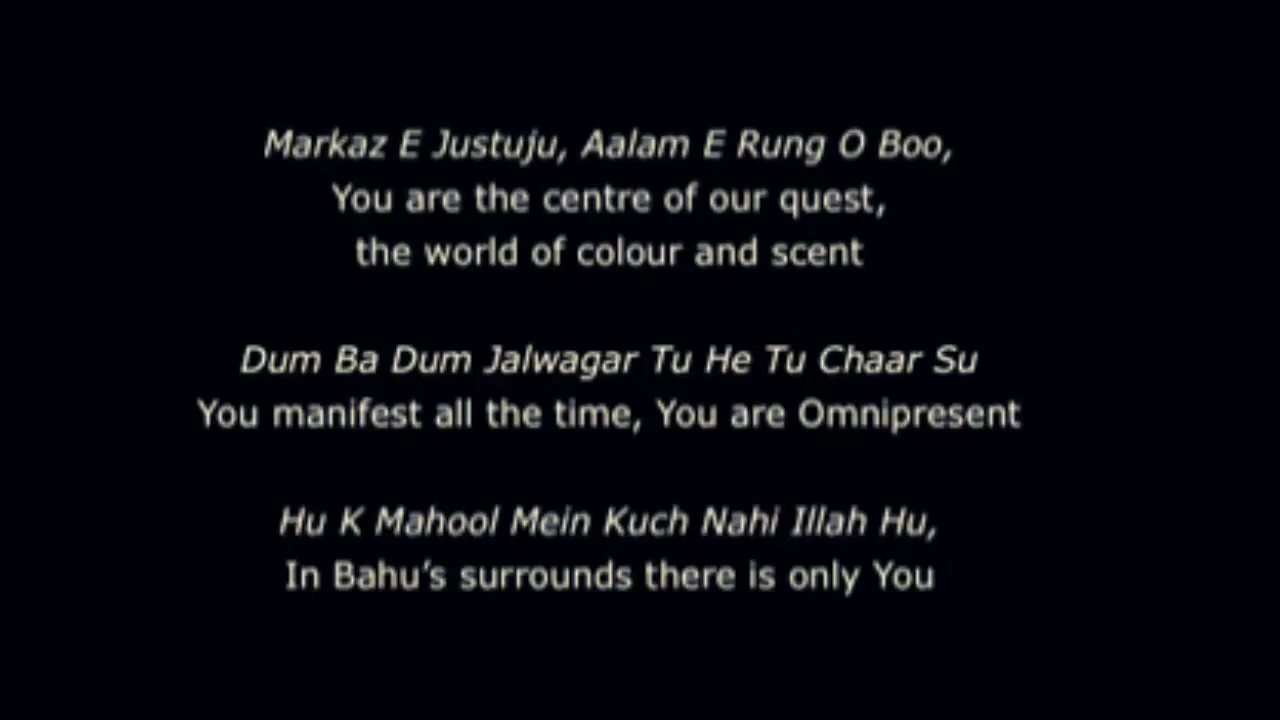 Markaz E Justuju, Aalam E Rung O Boo,
You are the centre of our quest,
the world of colour and scent
Dum Ba Dum Jalwagar Tu He Tu Chaar Su
You manifest all the time, You are Omnipresent
Hu K Mahool Mein Kuch Nahi Illah Hu,
In Bahu’s surrounds there is only You